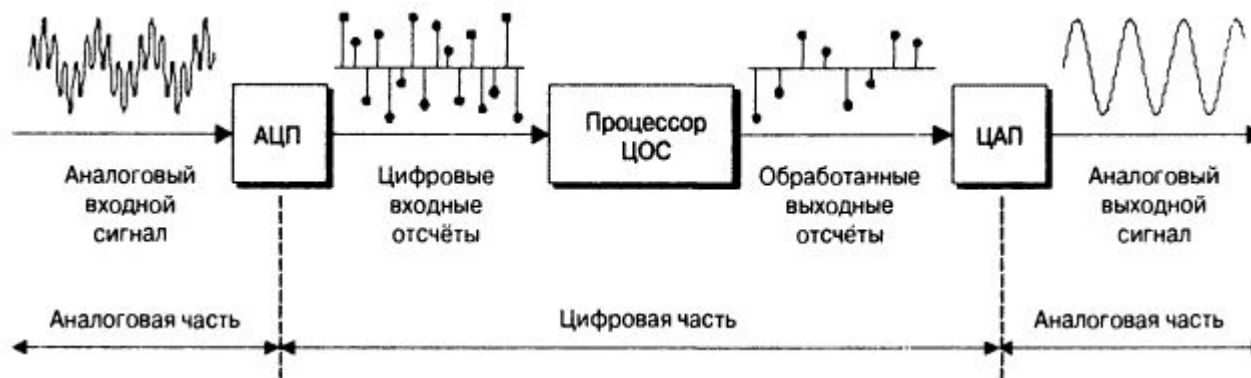 АЦП
Процессор
ЦОС
ЦАП
Аналоговый
входной
сигнал
Цифровые
входные
отсчёты
Обработанные
выходные
отсчёты
Аналоговый
выходной
сигнал
Аналоговая часть
Цифровая часть
Аналоговая часть